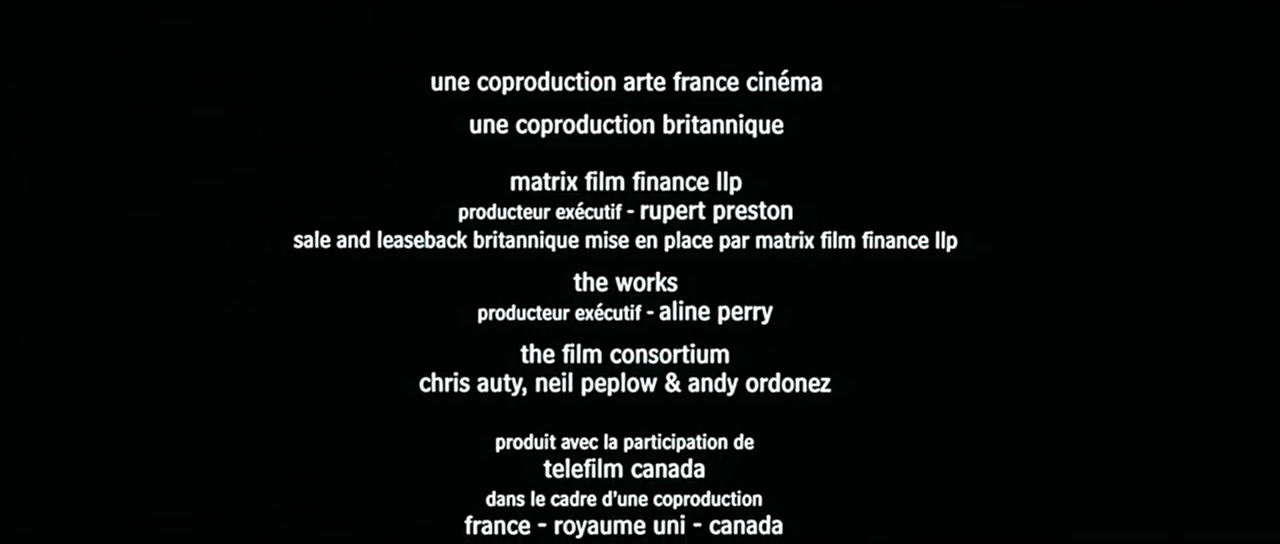 une coproduction arte france cinéma
une coproduction britannique
matrix film finance llp
producteur exécutif - rupert preston
sale and leaseback britannique mise en place par matrix film finance llp
the works
producteur exécutif - aline perry
the film consortium
chris auty, neil peplow & andy ordonez
produit avec la participation de
telefilm canada
dans le cadre d'une coproduction
france - royaume uni - canada